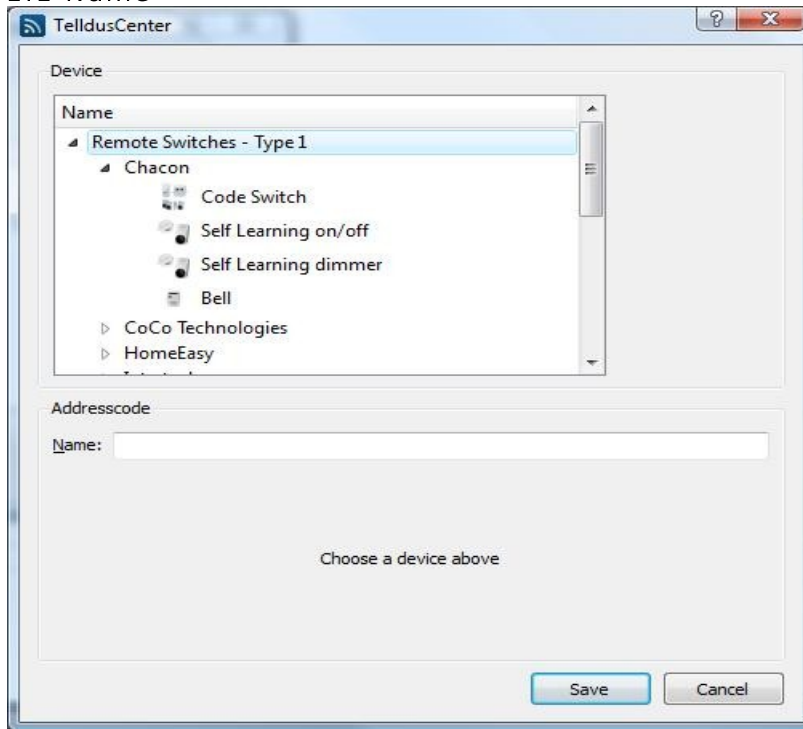 TelldusCenter
Device
Name
Remote Switches - Type 1
Chacon
Code Switch
Self Learning on/off
Self Learning dimmer
Bell
CoCo Technologies
HomeEasy
Addresscode
Name:
Choose a device above
Save Cancel